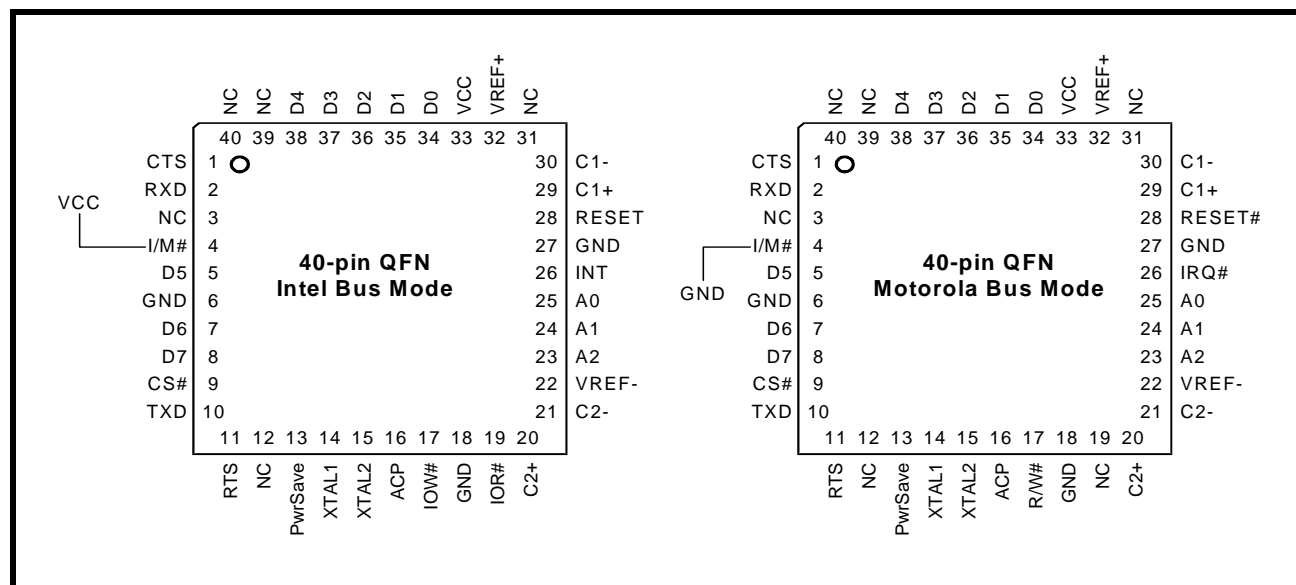 NC NC D4 D3 D2 D1 D0 VCC VREF+ NC
40 39 38 37 36 35 34 33 32 31
CTS 1 30 C1-
RXD 2 29 C1+
VCC
NC 3 28 RESET
I/M# 4 27 GND
D5 5 26 INT
GND 6 25 A0
D6 7 24 A1
D7 8 23 A2
CS# 9 22 VREF-
TXD 10 21 C2-
40-pin QFN
Intel Bus Mode
11 12 13 14 15 16 17 18 19 20
RTS NC PwrSave XTAL1 XTAL2 ACP IOW# GND IOR# C2+
NC NC D4 D3 D2 D1 D0 VCC VREF+ NC
40 39 38 37 36 35 34 33 32 31
CTS 1 30 C1-
RXD 2 29 C1+
NC 3 28 RESET#
I/M# 4 27 GND
D5 5 26 IRQ#
GND
GND 6 25 A0
D6 7 24 A1
D7 8 23 A2
CS# 9 22 VREF-
TXD 10 21 C2-
40-pin QFN
Motorola Bus Mode
11 12 13 14 15 16 17 18 19 20
RTS NC PwrSave XTAL1 XTAL2 ACP R/W# GND NC C2+